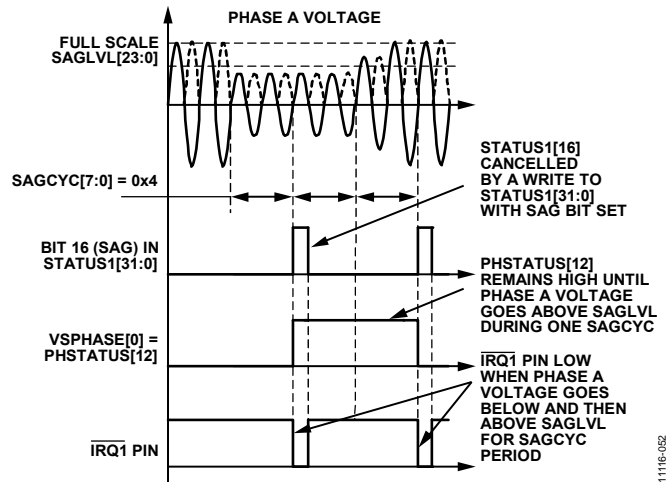 PHASE A VOLTAGE
FULL SCALE
SAGLVL[23:0]
SAGCYC[7:0] = 0x4
STATUS1[16]
CANCELLED
BY A WRITE TO
STATUS1[31:0]
WITH SAG BIT SET
BIT 16 (SAG) IN
STATUS1[31:0]
PHSTATUS[12]
REMAINS HIGH UNTIL
PHASE A VOLTAGE
GOES ABOVE SAGLVL
DURING ONE SAGCYC
VSPHASE[0] =
PHSTATUS[12]
IRQ1 PIN LOW
WHEN PHASE A
VOLTAGE GOES
BELOW AND THEN
ABOVE SAGLVL
FOR SAGCYC
PERIOD
IRQ1 PIN
11116-052